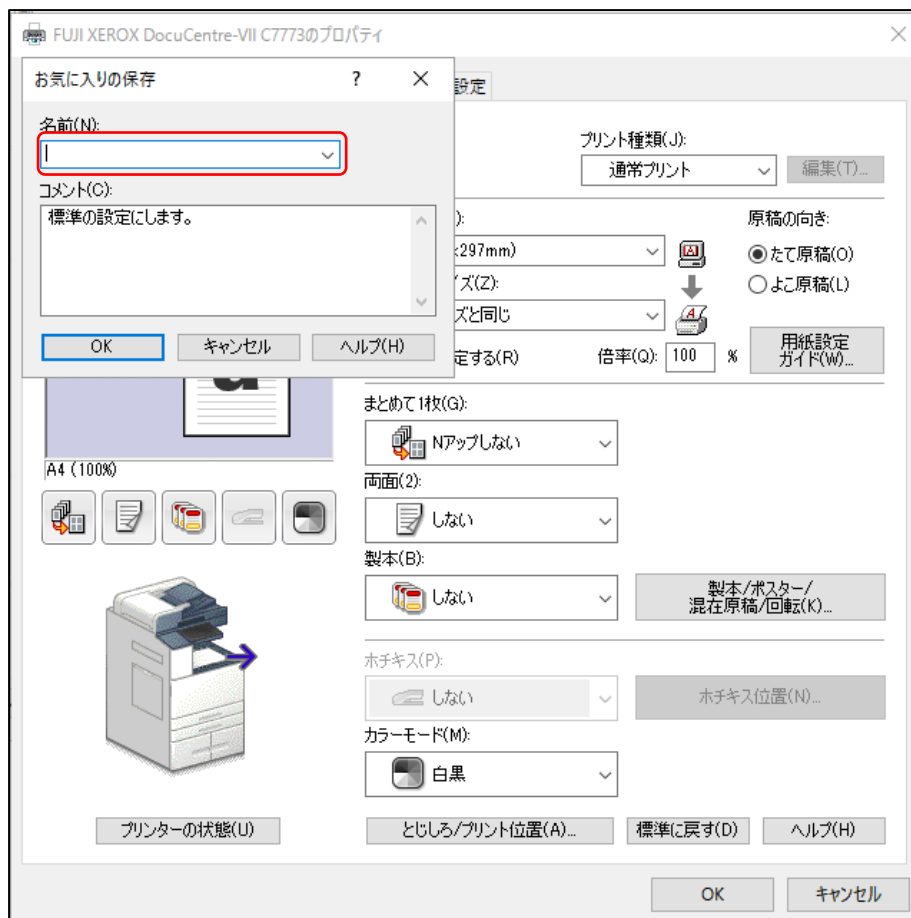 FUJI XEROX DocuCentre-VII C7773のプロパティ
お気に入りの保存 ?
設定
名前(N):
コメント(C):
標準の設定にします。
OK キャンセル ヘルプ(H)
プリント種類(J):
通常プリント 編集(T)...
):
<297mm)
イズ(Z):
ズと同じ
定する(R) 倍率(Q): 100 %
原稿の向き:
たて原稿(O)
よこ原稿(L)
用紙設定
ガイド(W)...
A4 (100%)
まとめて1枚(G):
Nアップしない
両面(2):
しない
製本(B):
しない
製本/ポスター/
混在原稿/回転(K)...
ホチキス(P):
しない ホチキス位置(N)...
カラーモード(M):
白黒
プリンターの状態(U) とじしろ/プリント位置(A)... 標準に戻す(D) ヘルプ(H)
OK キャンセル